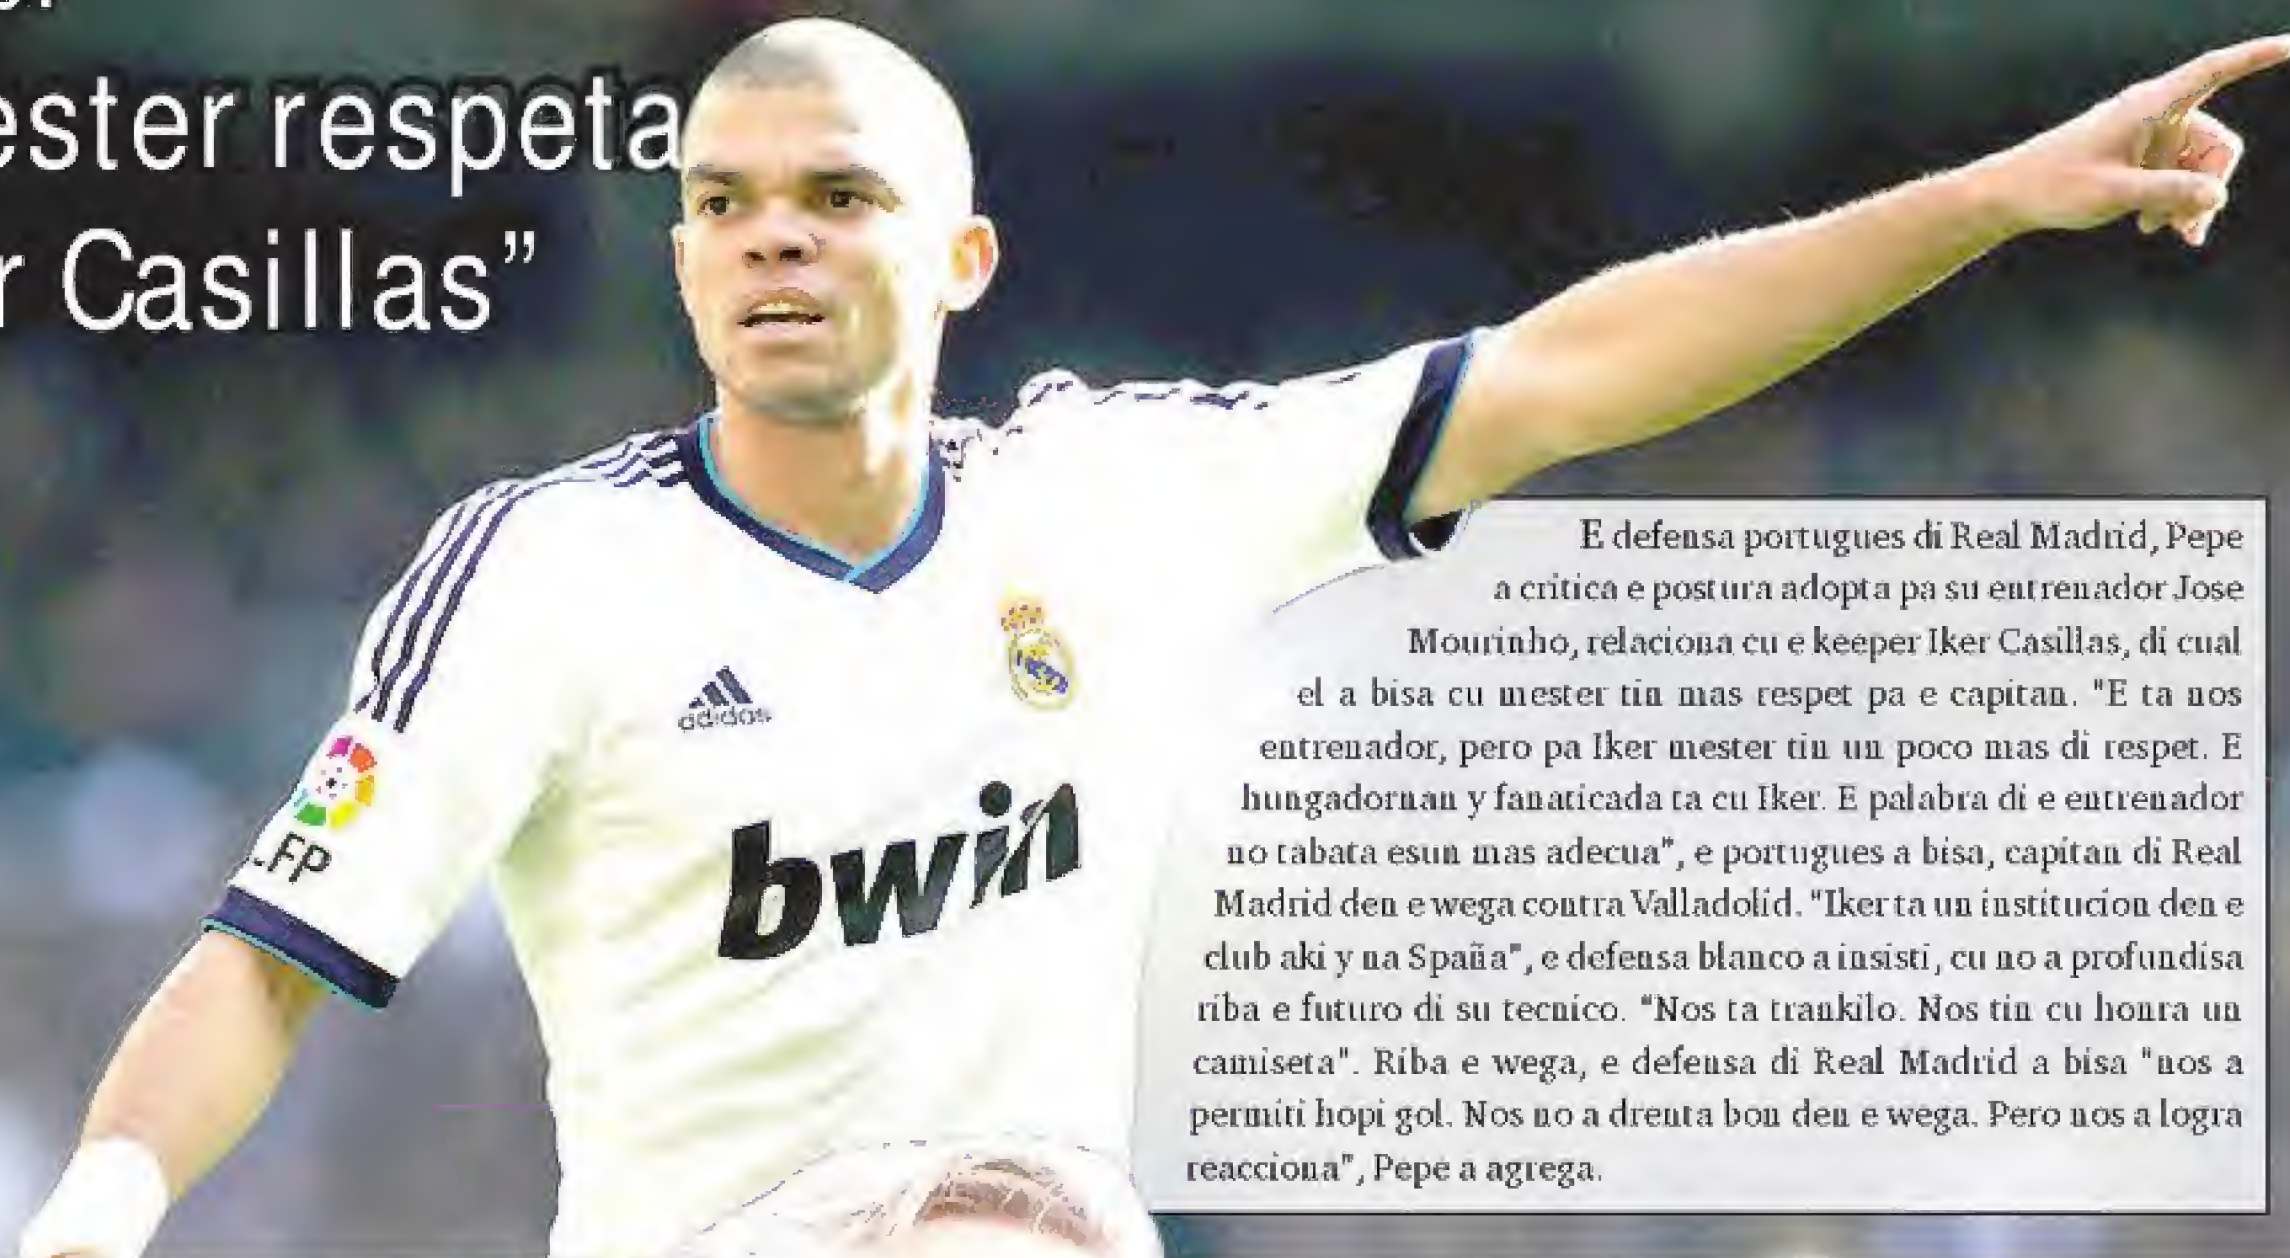 ester respeta
r Casillas”
E defensa portugues di Real Madrid, Pepe
a critica e postura adopta pa su entrenador Jose
Mourinho, relaciona cu e keeper Iker Casillas, di cual
el a bisa cu mester tin mas respet pa e capitan. "E ta nos
entrenador, pero pa Iker mester tin un poco mas di respet. E
hungadornan y fanaticada ta cu Iker. E palabra di e entrenador
no tabata esun mas adecua", e portugues a bisa, capitan di Real
Madrid den e wega contra Valladolid. "Iker ta un institucion den e
club aki y na Spaña", e defensa blanco a insisti, cu no a profundisa
riba e futuro di su tecnico. "Nos ta trankilo. Nos tin cu honra un
camiseta". Riba e wega, e defensa di Real Madrid a bisa "nos a
permiti hopi gol. Nos no a drenta bon den e wega. Pero nos a logra
reacciona", Pepe a agrega.
adidas
bwin
LFP